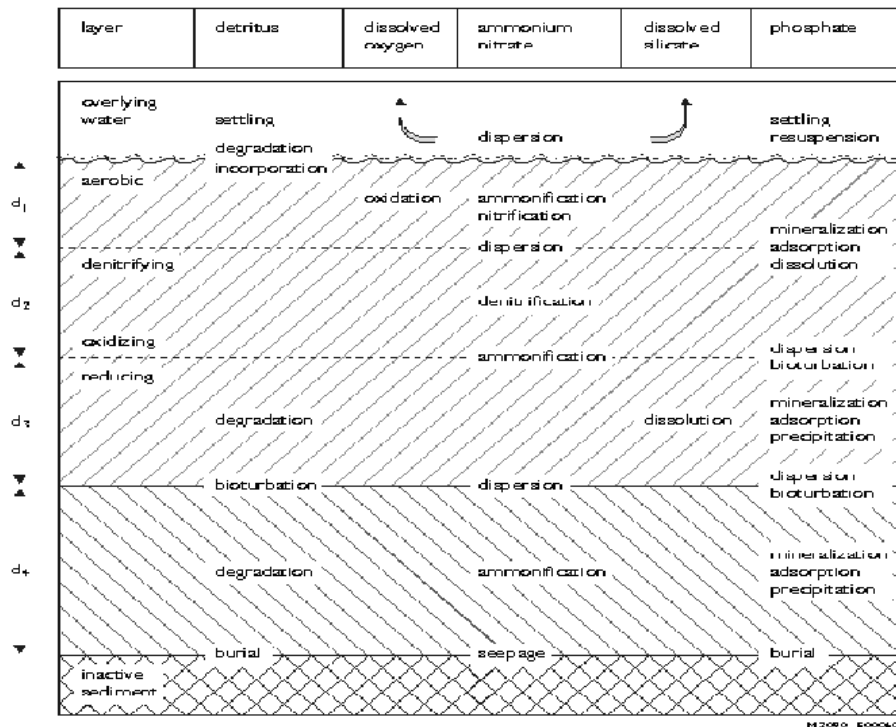 layer
detritus
dissolved
oxygen
ammonium
nitrate
dissolved
silicate
phosphate
overlying
water
settling
dispersion
settling
resuspension
degradation
incorporation
aerobic
d1
oxidation
ammonification
nitrification
mineralization
adsorption
dissolution
dispersion
denitrifying
d2
denitrification
oxidizing
reducing
ammonification
dispersion
bioturbation
d3
degradation
dissolution
mineralization
adsorption
precipitation
bioturbation
dispersion
dispersion
bioturbation
d4
degradation
ammonification
mineralization
adsorption
precipitation
burial
seepage
burial
inactive
sediment